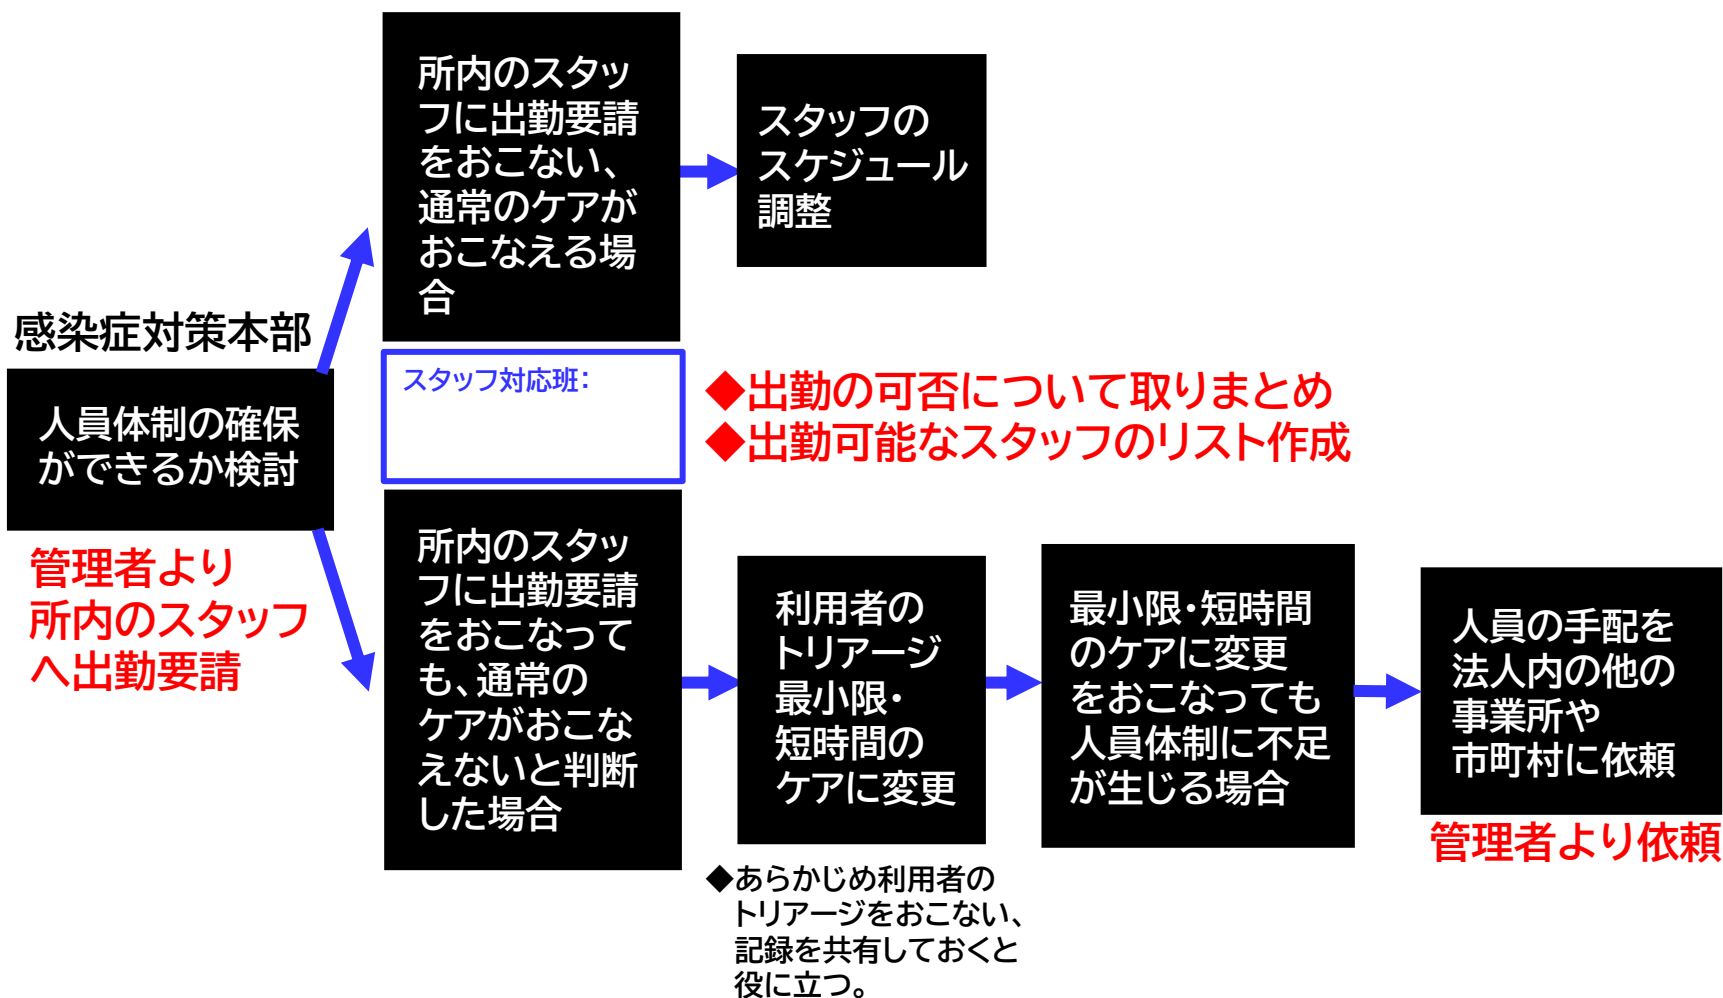 感染症対策本部
人員体制の確保
ができるか検討
管理者より
所内のスタッフ
へ出勤要請
所内のスタッ
フに出勤要請
をおこない、
通常のケアが
おこなえる場
合
スタッフの
スケジュール
調整
スタッフ対応班：
◆出勤の可否について取りまとめ
◆出勤可能なスタッフのリスト作成
所内のスタッ
フに出勤要請
をおこなって
も、通常の
ケアがおこな
えないと判断
した場合
利用者の
トリアージ
最小限・
短時間の
ケアに変更
◆あらかじめ利用者の
トリアージをおこない、
記録を共有しておくと
役に立つ。
最小限・短時間
のケアに変更
をおこなっても
人員体制に不足
が生じる場合
人員の手配を
法人内の他の
事業所や
市町村に依頼
管理者より依頼